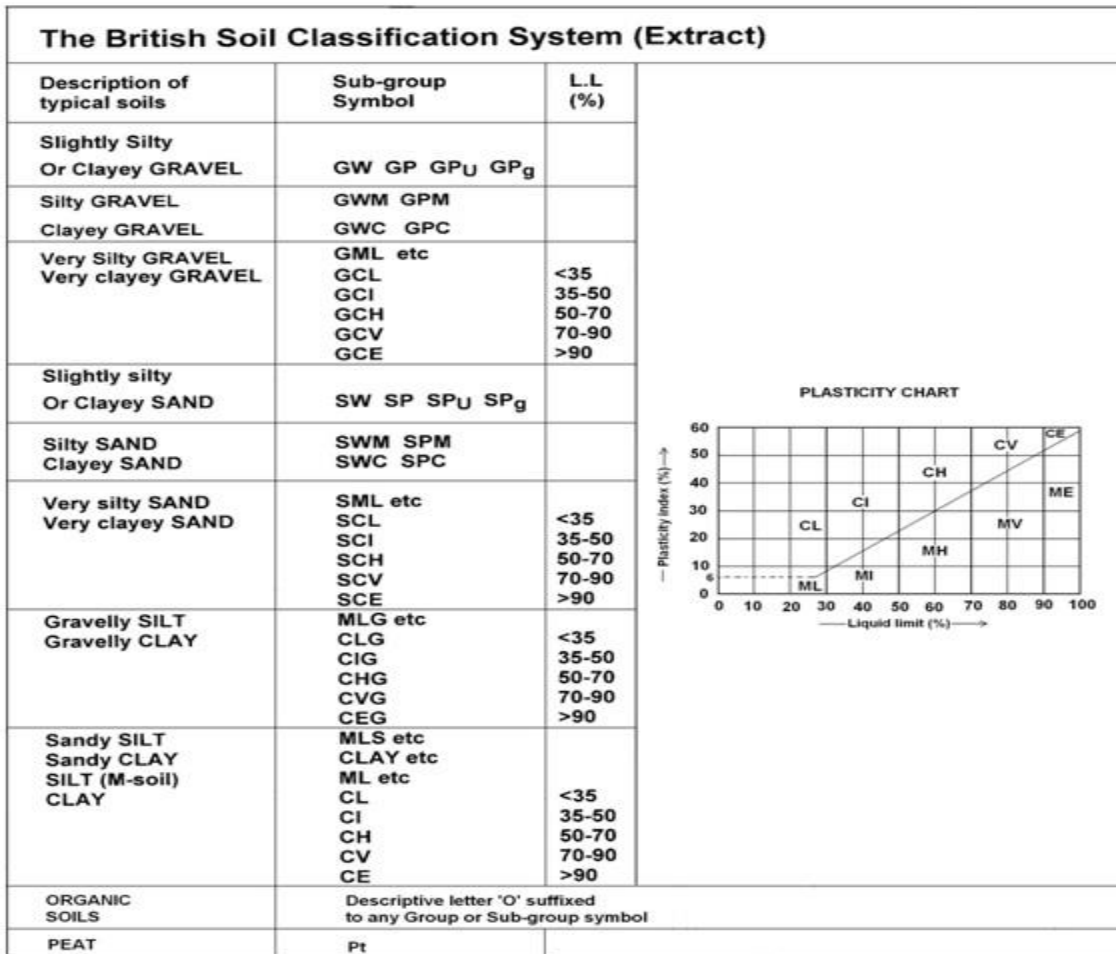 The British Soil Classification System (Extract)
Description of typical soils Sub-group Symbol L.L (%)
Slightly Silty
Or Clayey GRAVEL GW GP GPU GPg
Silty GRAVEL GWM GPM
Clayey GRAVEL GWC GPC
Very Silty GRAVEL GML etc
Very clayey GRAVEL GCL <35
GCI 35-50
GCH 50-70
GCV 70-90
GCE >90
Slightly silty
Or Clayey SAND SW SP SPU SPg
Silty SAND SWM SPM
Clayey SAND SWC SPC
Very silty SAND SML etc
Very clayey SAND SCL <35
SCI 35-50
SCH 50-70
SCV 70-90
SCE >90
Gravelly SILT MLG etc
Gravelly CLAY CLG <35
CIG 35-50
CHG 50-70
CVG 70-90
CEG >90
Sandy SILT MLS etc
Sandy CLAY CLAY etc
SILT (M-soil) ML etc
CLAY CL <35
CI 35-50
CH 50-70
CV 70-90
CE >90
ORGANIC SOILS Descriptive letter 'O' suffixed
to any Group or Sub-group symbol
PEAT Pt
PLASTICITY CHART
Plasticity index (%)
60
50
40
30
20
10
6
0
CE
CV
CH
ME
CI
CL
MV
MH
MI
ML
0 10 20 30 40 50 60 70 80 90 100
Liquid limit (%)